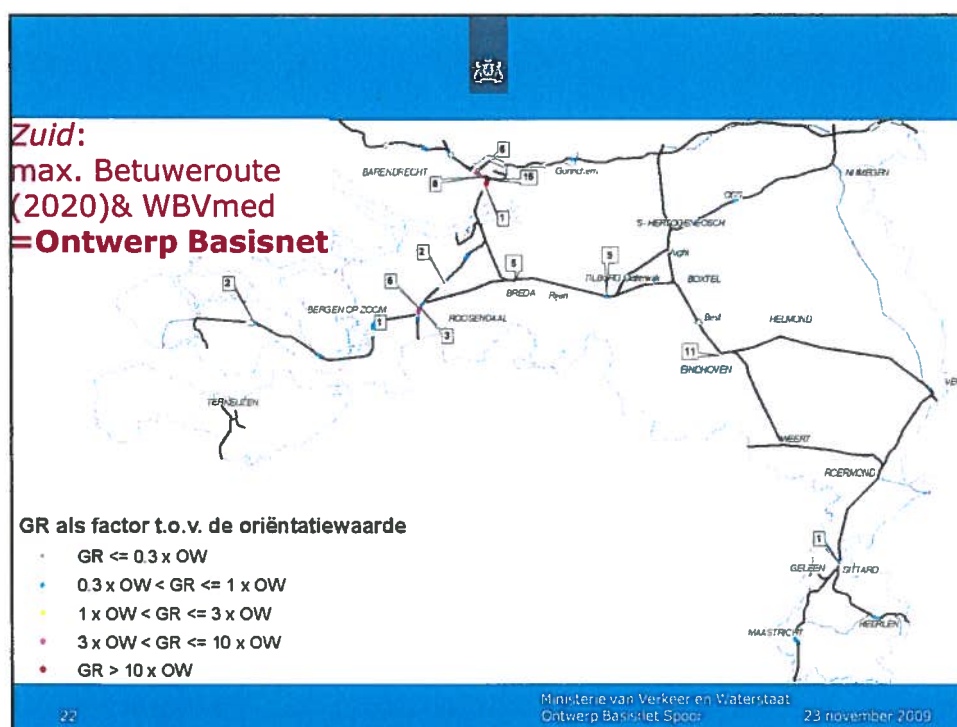 Zuid:
max. Betuweroute
(2020)& WBVmed
=Ontwerp Basisnet
BARENDRECHT
6
8
16
1
Gorinchem
NIJMEGEN
OSS
'S-HERTOGENBOSCH
Vught
2
5
TILBURG
BOXTEL
BREDA
Rijen
2
6
BERGEN OP ZOOM
1
ROOSENDAAL
3
Best
HELMOND
11
EINDHOVEN
TERNEUZEN
WEERT
ROERMOND
1
GELEEN
SITTARD
HEERLEN
MAASTRICHT
GR als factor t.o.v. de oriëntatiewaarde
GR <= 0.3 x OW
0.3 x OW < GR <= 1 x OW
1 x OW < GR <= 3 x OW
3 x OW < GR <= 10 x OW
GR > 10 x OW
22
Ministerie van Verkeer en Waterstaat
Ontwerp Basisnet Spoor
23 november 2009